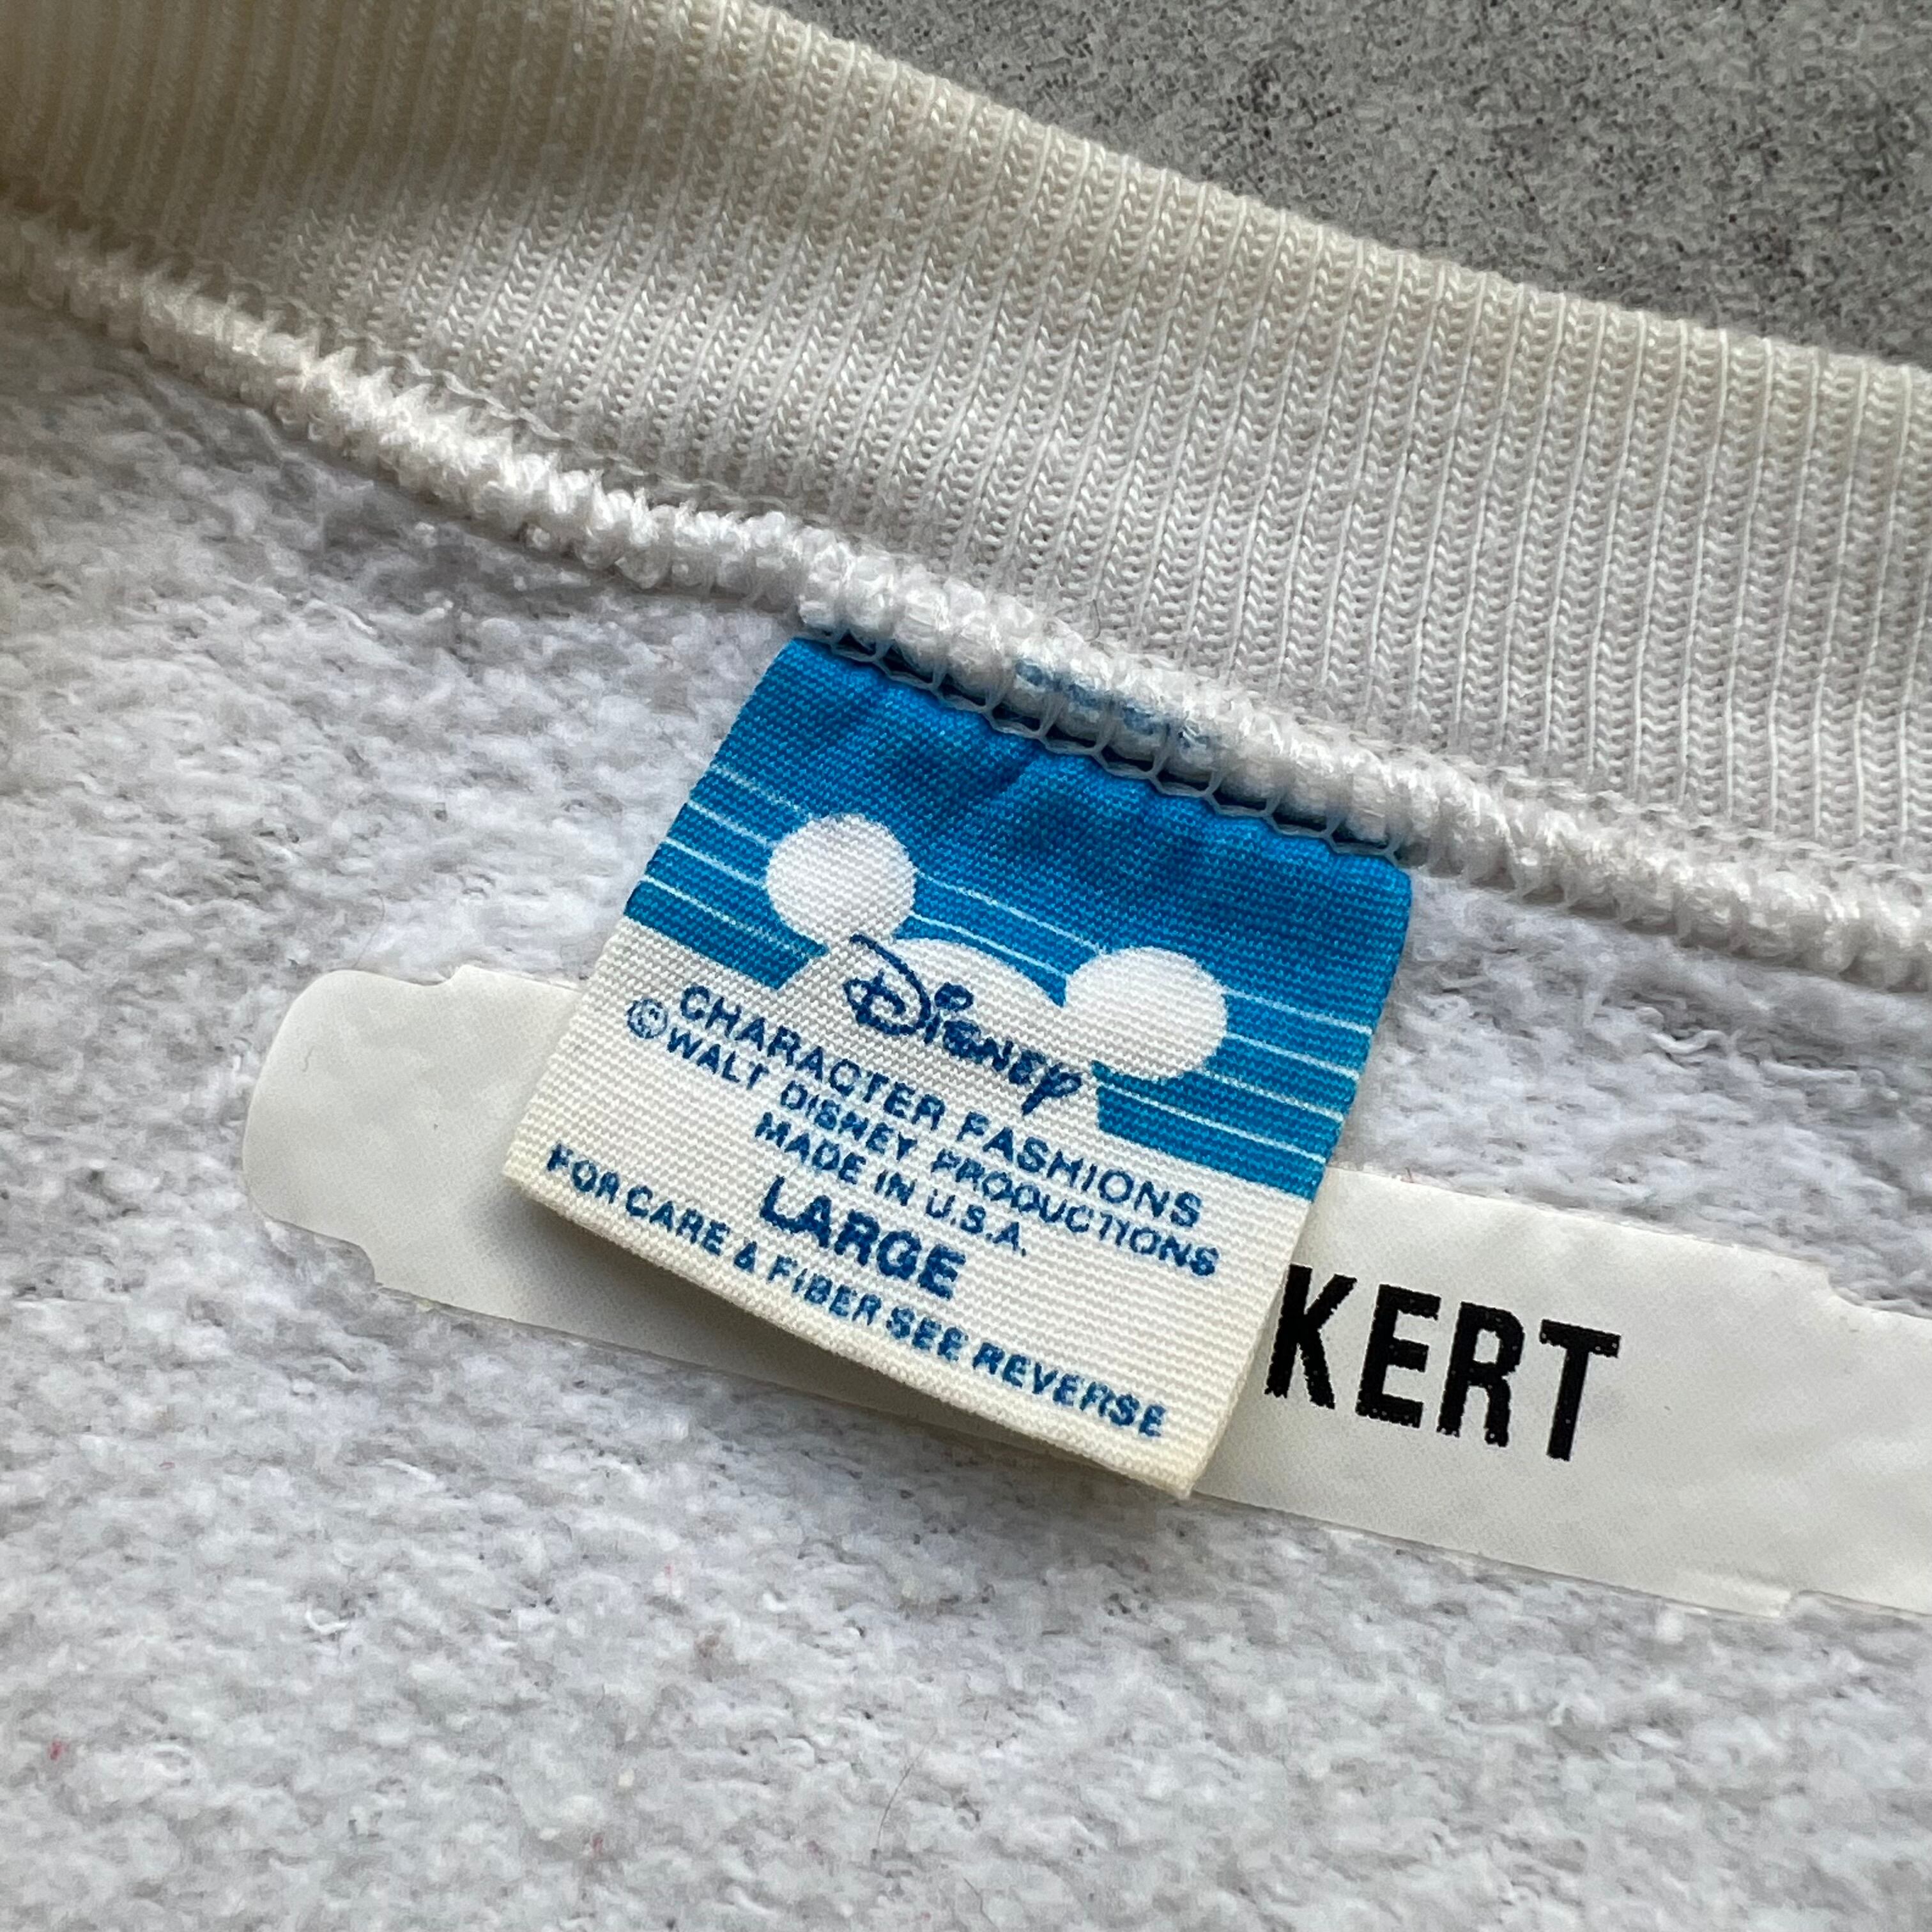 Disney
CHARACTER FASHIONS
©WALT DISNEY PRODUCTIONS
MADE IN U.S.A.
LARGE
FOR CARE & FIBER SEE REVERSE
KERT